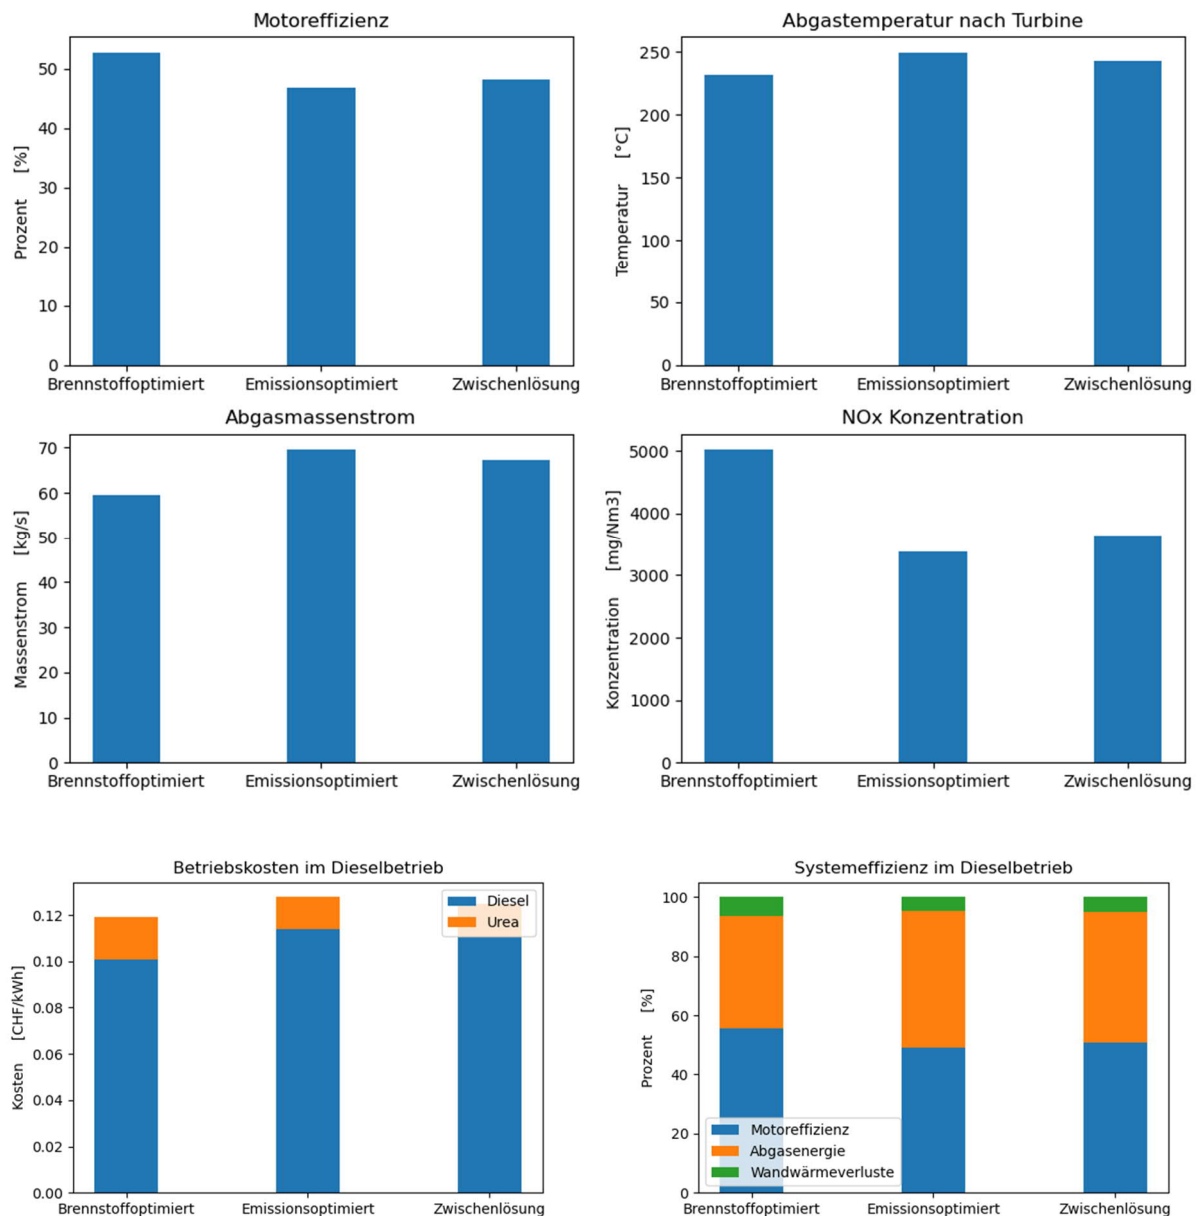 Motoreffizienz
Prozent [%]
50
40
30
20
10
0
Brennstoffoptimiert Emissionsoptimiert Zwischenlösung
Abgastemperatur nach Turbine
Temperatur [°C]
250
200
150
100
50
0
Brennstoffoptimiert Emissionsoptimiert Zwischenlösung
Abgasmassenstrom
Massenstrom [kg/s]
70
60
50
40
30
20
10
0
Brennstoffoptimiert Emissionsoptimiert Zwischenlösung
NOx Konzentration
Konzentration [mg/Nm3]
5000
4000
3000
2000
1000
0
Brennstoffoptimiert Emissionsoptimiert Zwischenlösung
Betriebskosten im Dieselbetrieb
Kosten [CHF/kWh]
0.12
0.10
0.08
0.06
0.04
0.02
0.00
Diesel
Urea
Brennstoffoptimiert Emissionsoptimiert Zwischenlösung
Systemeffizienz im Dieselbetrieb
Prozent [%]
100
80
60
40
20
0
Motoreffizienz
Abgasenergie
Wandwärmeverluste
Brennstoffoptimiert Emissionsoptimiert Zwischenlösung